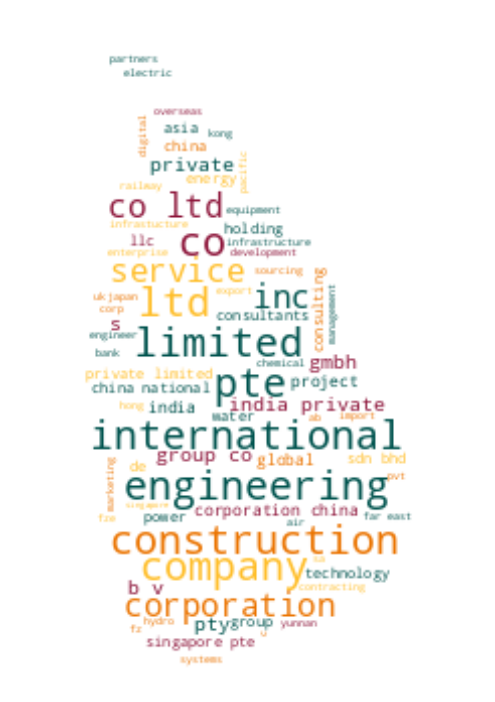 partners
electric
overseas
digital
asia
kong
china
private
pacific
energy
railway
co ltd
equipment
infrastucture
holding
llc
co
infrastructure
enterprise
development
service
sourcing
consulting
management
uk japan
corp
ltd
export
inc
consultants
s
engineer
limited
bank
chemical
gmbh
private limited
pte
project
china national
hong
india
india private
water
ab
import
international
group co
global
sdn bhd
de
marketing
engineering
pvt
singapore
corporation china
fze
power
air
far east
construction
company
sa
technology
b v
contracting
corporation
hydro
fz
pty
group
yunnan
c
singapore pte
systems